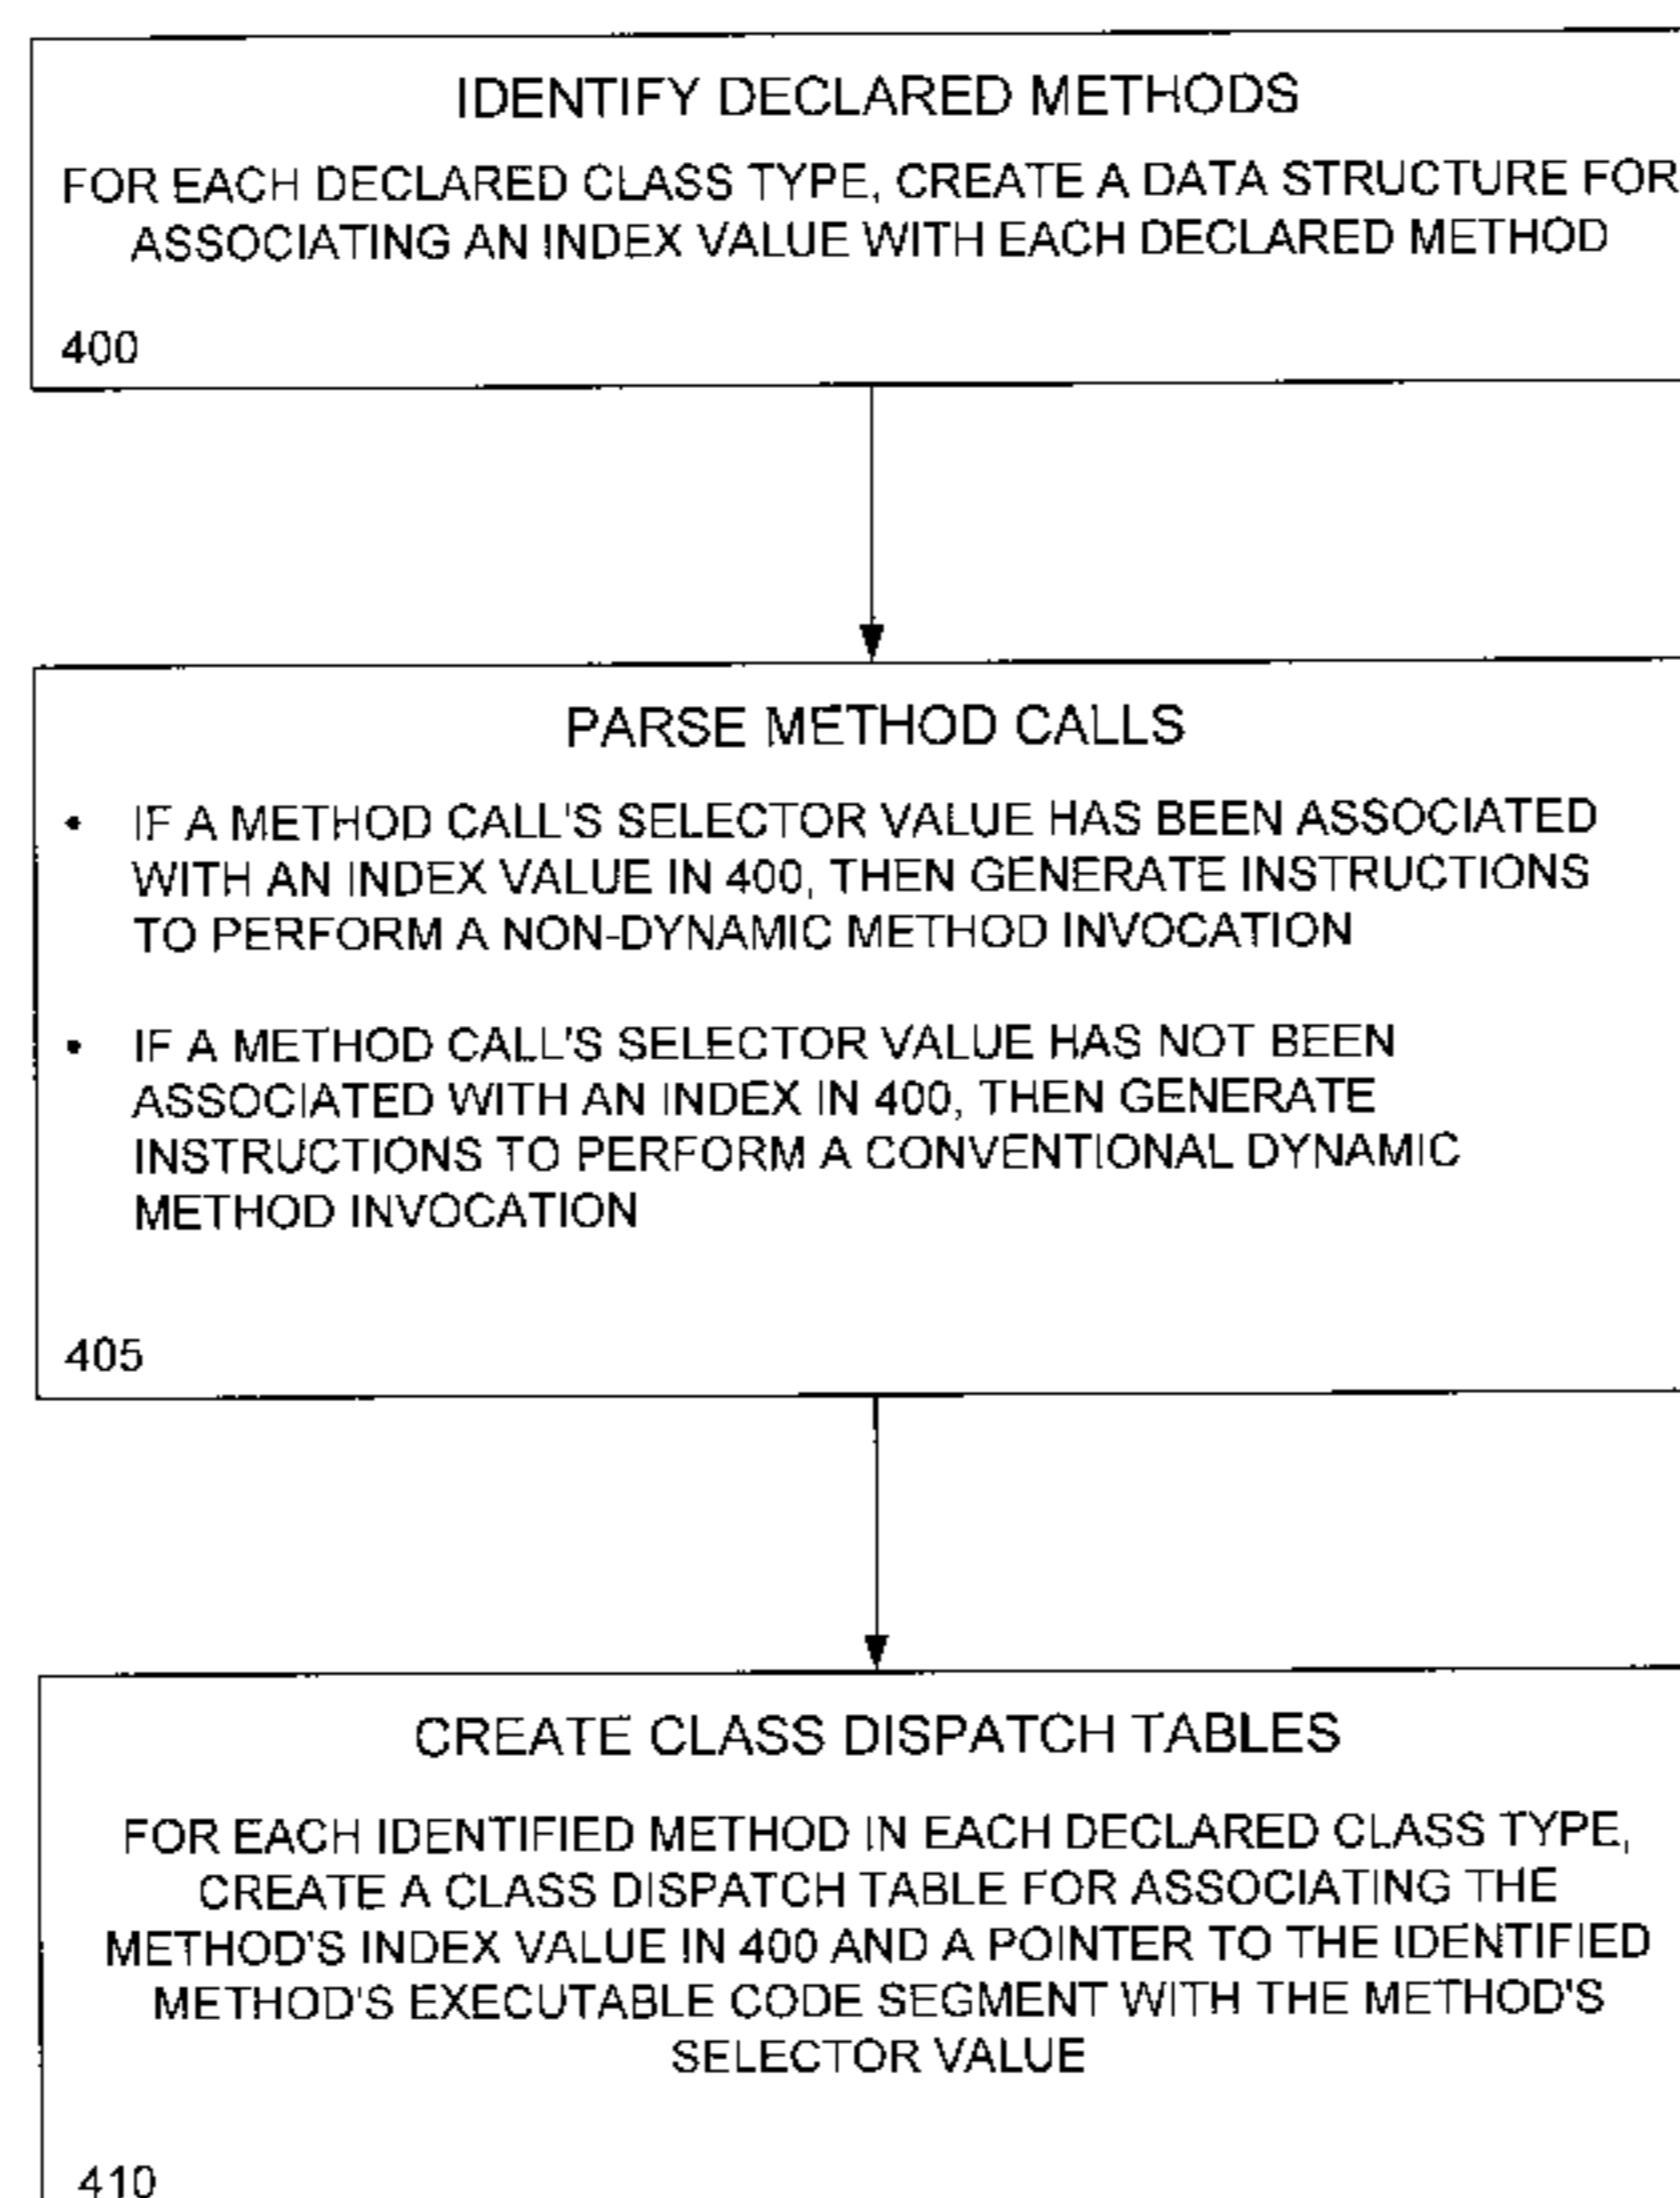 IDENTIFY DECLARED METHODS
FOR EACH DECLARED CLASS TYPE, CREATE A DATA STRUCTURE FOR
ASSOCIATING AN INDEX VALUE WITH EACH DECLARED METHOD
400
PARSE METHOD CALLS
• IF A METHOD CALL'S SELECTOR VALUE HAS BEEN ASSOCIATED
WITH AN INDEX VALUE IN 400, THEN GENERATE INSTRUCTIONS
TO PERFORM A NON-DYNAMIC METHOD INVOCATION
• IF A METHOD CALL'S SELECTOR VALUE HAS NOT BEEN
ASSOCIATED WITH AN INDEX IN 400, THEN GENERATE
INSTRUCTIONS TO PERFORM A CONVENTIONAL DYNAMIC
METHOD INVOCATION
405
CREATE CLASS DISPATCH TABLES
FOR EACH IDENTIFIED METHOD IN EACH DECLARED CLASS TYPE,
CREATE A CLASS DISPATCH TABLE FOR ASSOCIATING THE
METHOD'S INDEX VALUE IN 400 AND A POINTER TO THE IDENTIFIED
METHOD'S EXECUTABLE CODE SEGMENT WITH THE METHOD'S
SELECTOR VALUE
410